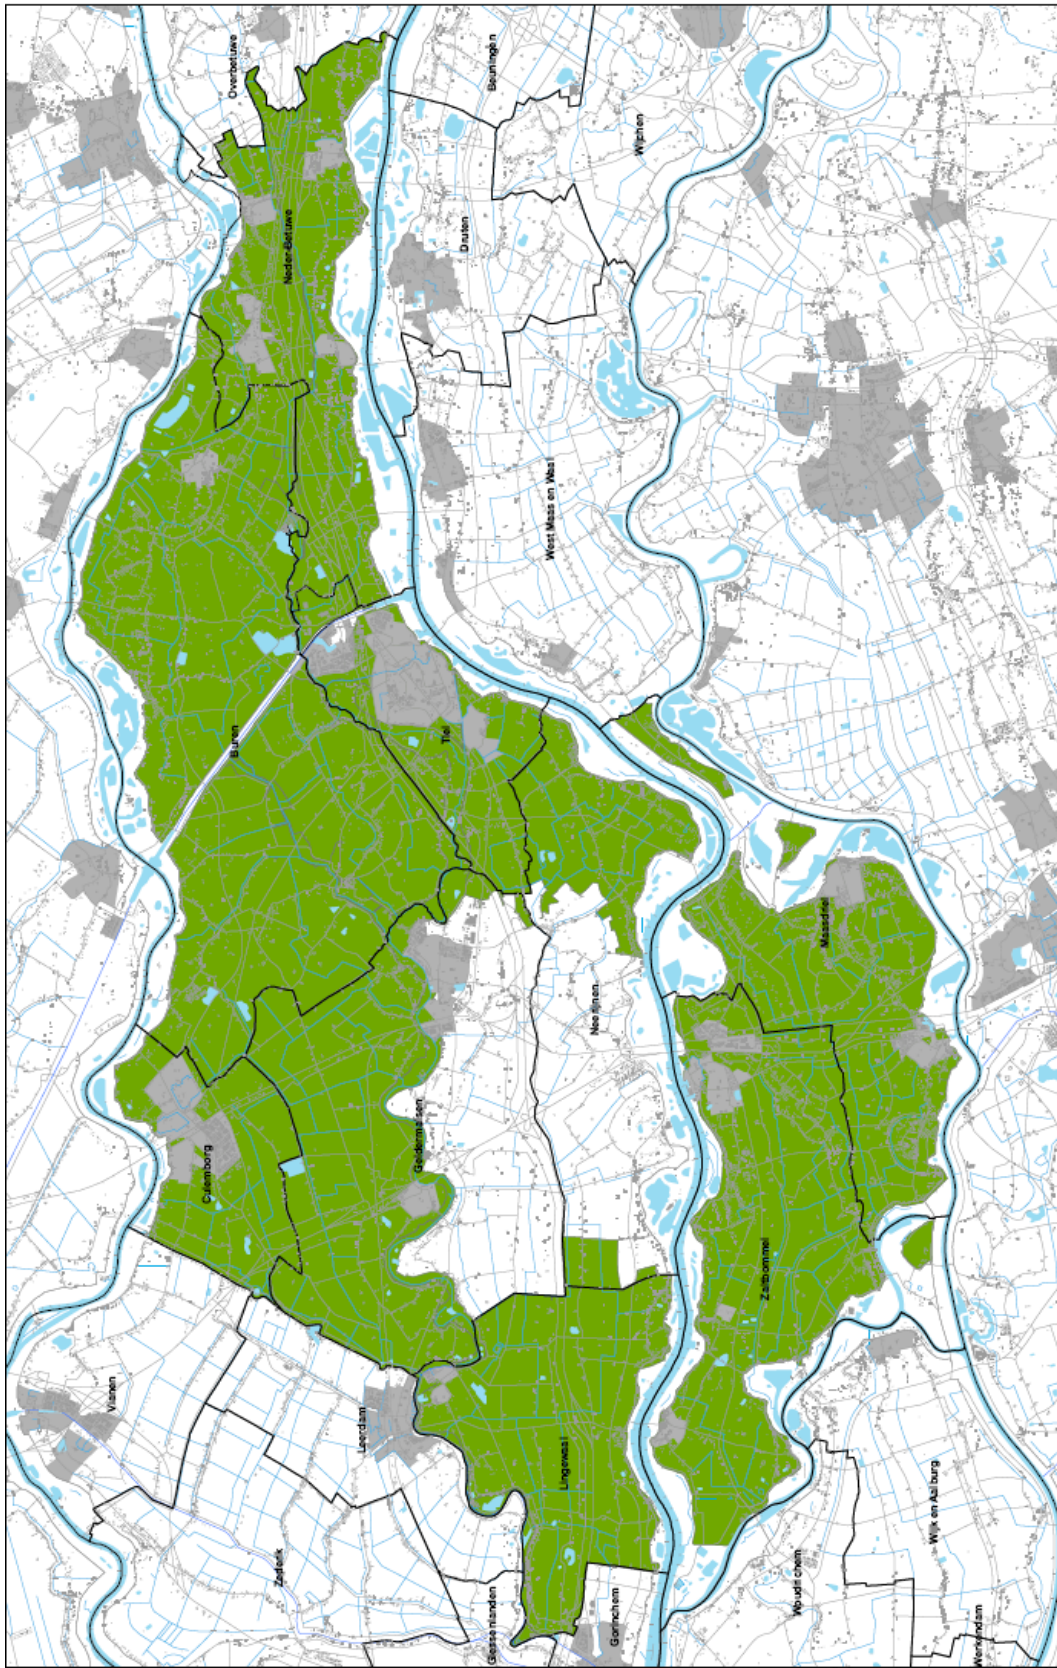 Overbetuwe
Beuningen
Wijchen
Neder-Betuwe
Druten
West Maas en Waal
Buren
Tiel
Maasdriel
Neerijnen
Culemborg
Geldermalsen
Zaltbommel
Vianen
Leerdam
Lingewaal
Zederik
Giessenlanden
Gorinchem
Woudrichem
Wijk en Aalburg
Werkendam